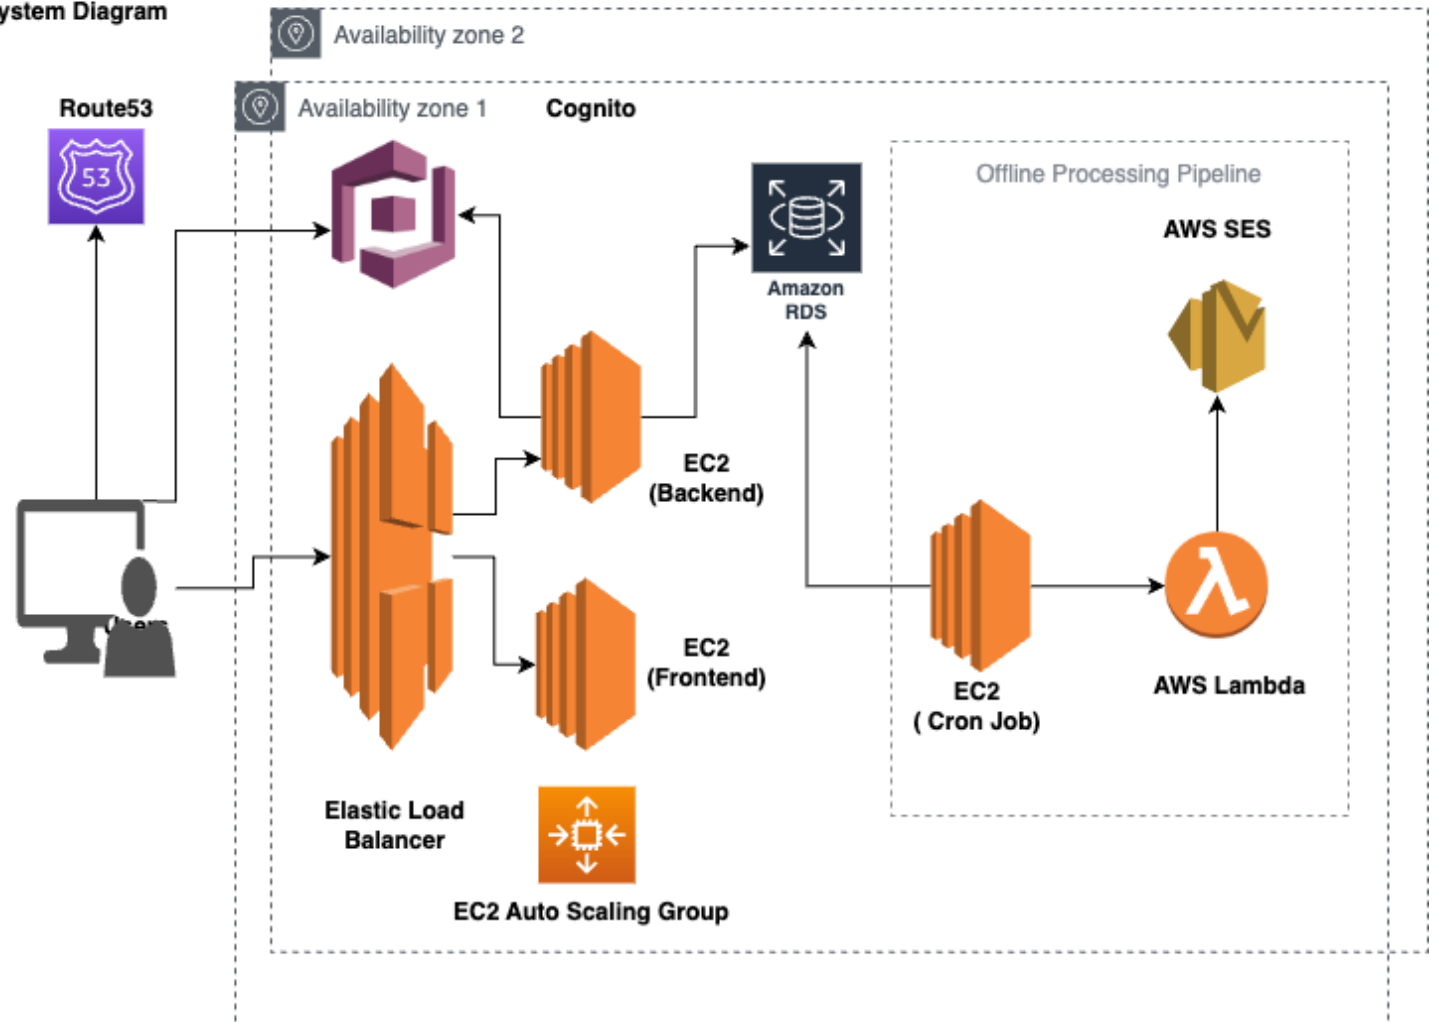 ystem Diagram
Availability zone 2
Route53
Availability zone 1
Cognito
53
Offline Processing Pipeline
AWS SES
Amazon
RDS
EC2
(Backend)
Users
EC2
(Frontend)
EC2
( Cron Job)
AWS Lambda
Elastic Load
Balancer
EC2 Auto Scaling Group